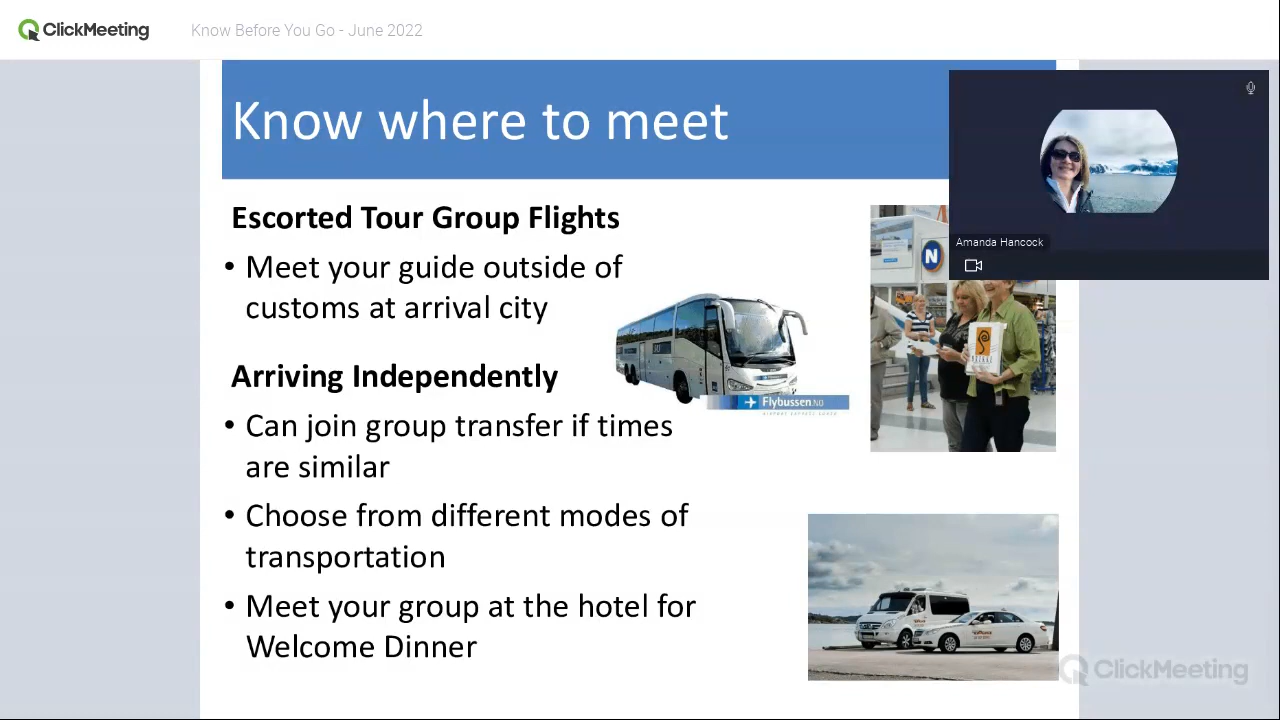 ClickMeeting
Know Before You Go - June 2022
Know where to meet
Amanda Hancock
Escorted Tour Group Flights
• Meet your guide outside of
customs at arrival city
N
Flybussen.NO
Arriving Independently
• Can join group transfer if times
are similar
• Choose from different modes of
transportation
• Meet your group at the hotel for
Welcome Dinner
ClickMeeting